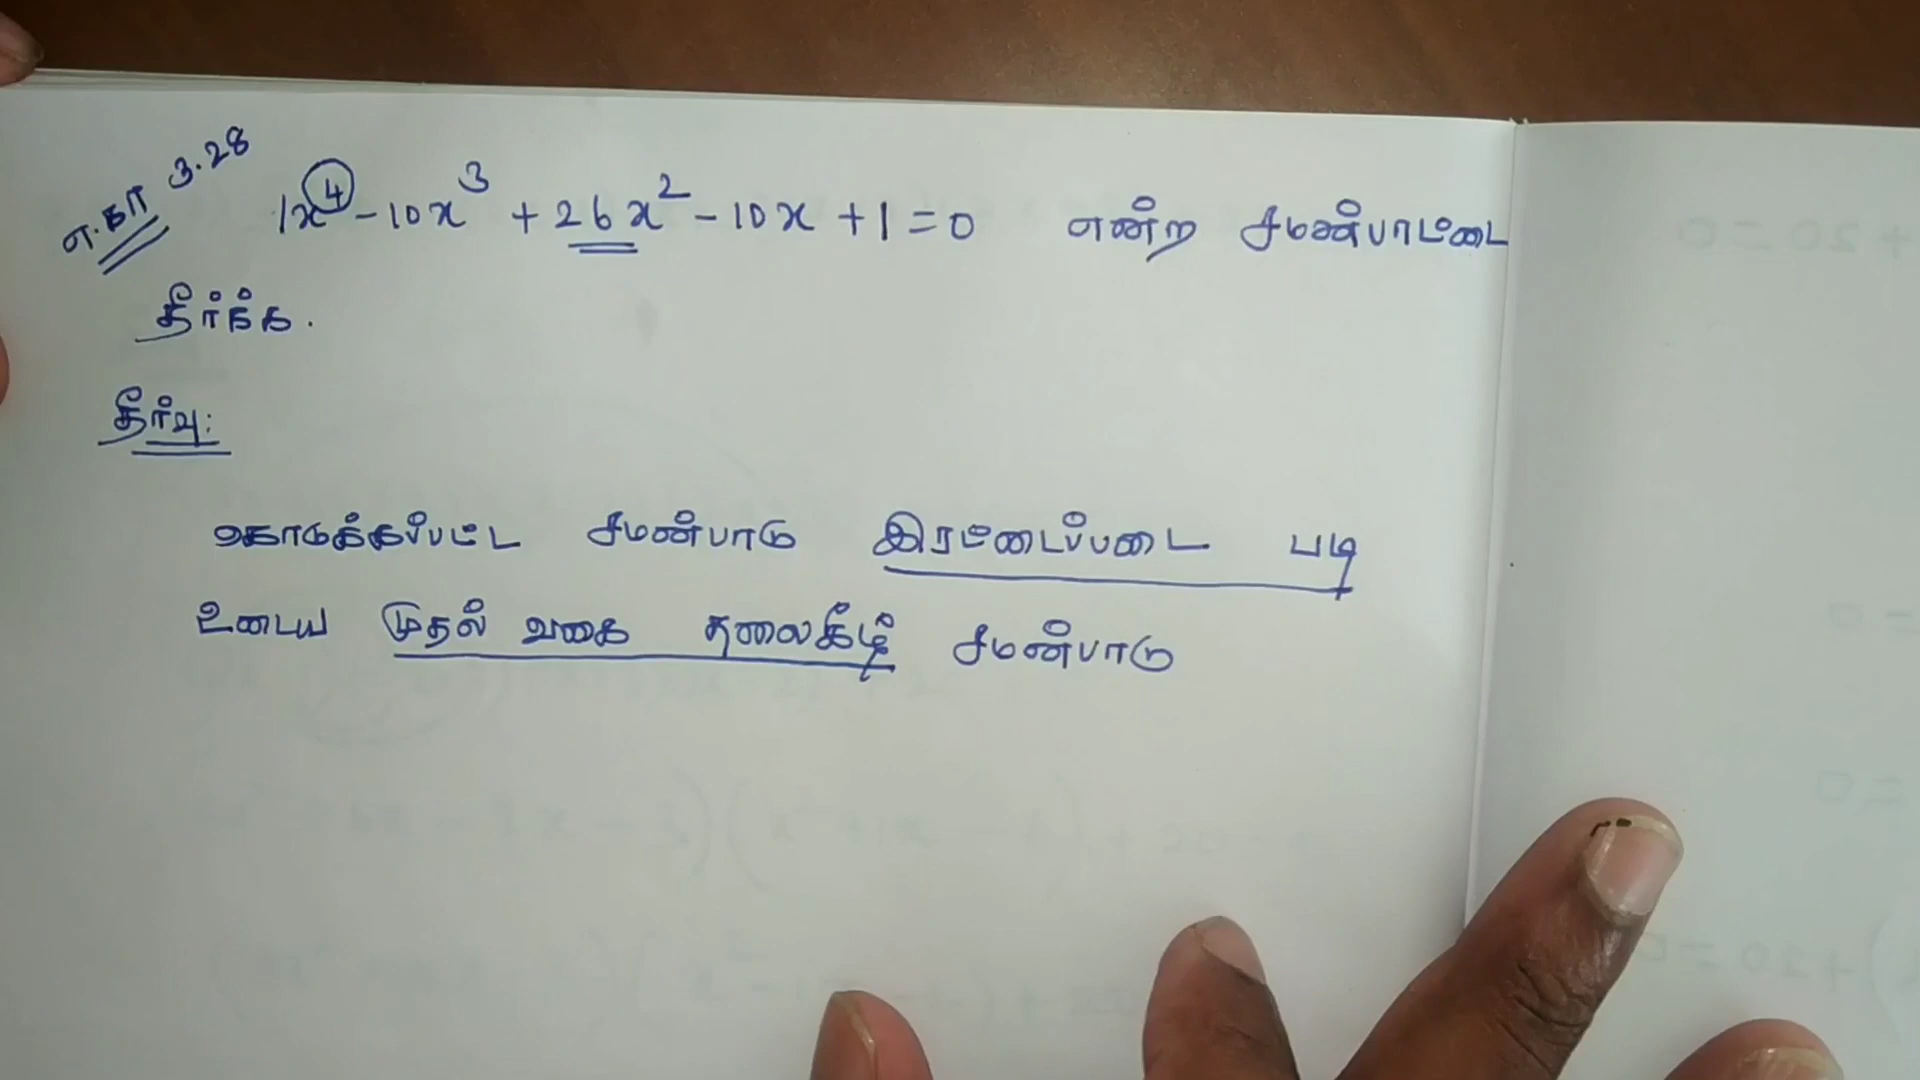 எ.கா 3.28
1x⁴ - 10x³ + 26x² - 10x + 1 = 0 என்ற சமன்பாட்டை
தீர்க்க.
தீர்வு:
கொடுக்கப்பட்ட சமன்பாடு இரட்டைப்படை படி
உடைய முதல் வகை தலைகீழ் சமன்பாடு